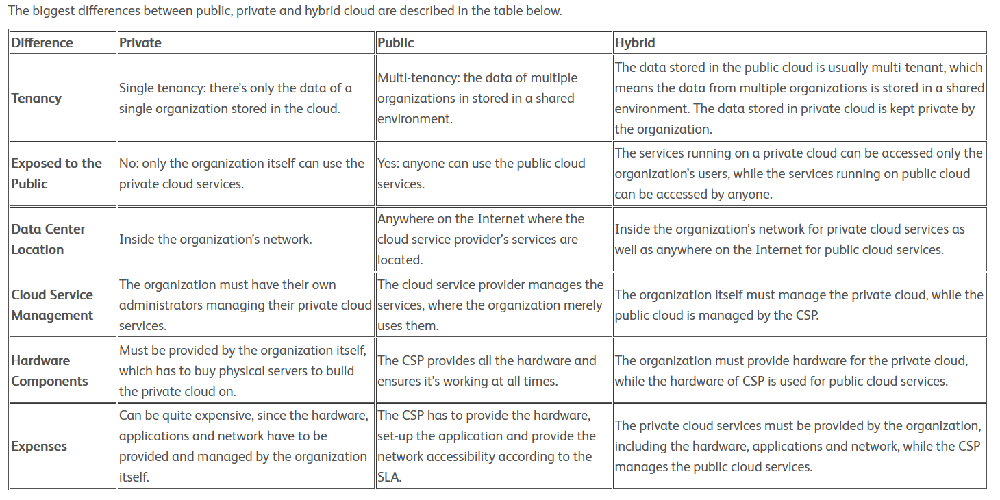 The biggest differences between public, private and hybrid cloud are described in the table below.
Difference
Private
Public
Hybrid
Tenancy
Single tenancy: there's only the data of a
single organization stored in the cloud.
Multi-tenancy: the data of multiple
organizations in stored in a shared
environment.
The data stored in the public cloud is usually multi-tenant, which
means the data from multiple organizations is stored in a shared
environment. The data stored in private cloud is kept private by
the organization.
Exposed to the
Public
No: only the organization itself can use the
private cloud services.
Yes: anyone can use the public cloud
services.
The services running on a private cloud can be accessed only the
organization's users, while the services running on public cloud
can be accessed by anyone.
Data Center
Location
Inside the organization's network.
Anywhere on the Internet where the
cloud service provider's services are
located.
Inside the organization's network for private cloud services as
well as anywhere on the Internet for public cloud services.
Cloud Service
Management
The organization must have their own
administrators managing their private cloud
services.
The cloud service provider manages the
services, where the organization merely
uses them.
The organization itself must manage the private cloud, while the
public cloud is managed by the CSP.
Hardware
Components
Must be provided by the organization itself,
which has to buy physical servers to build
the private cloud on.
The CSP provides all the hardware and
ensures it's working at all times.
The organization must provide hardware for the private cloud,
while the hardware of CSP is used for public cloud services.
Expenses
Can be quite expensive, since the hardware,
applications and network have to be
provided and managed by the organization
itself.
The CSP has to provide the hardware,
set-up the application and provide the
network accessibility according to the
SLA.
The private cloud services must be provided by the organization,
including the hardware, applications and network, while the CSP
manages the public cloud services.